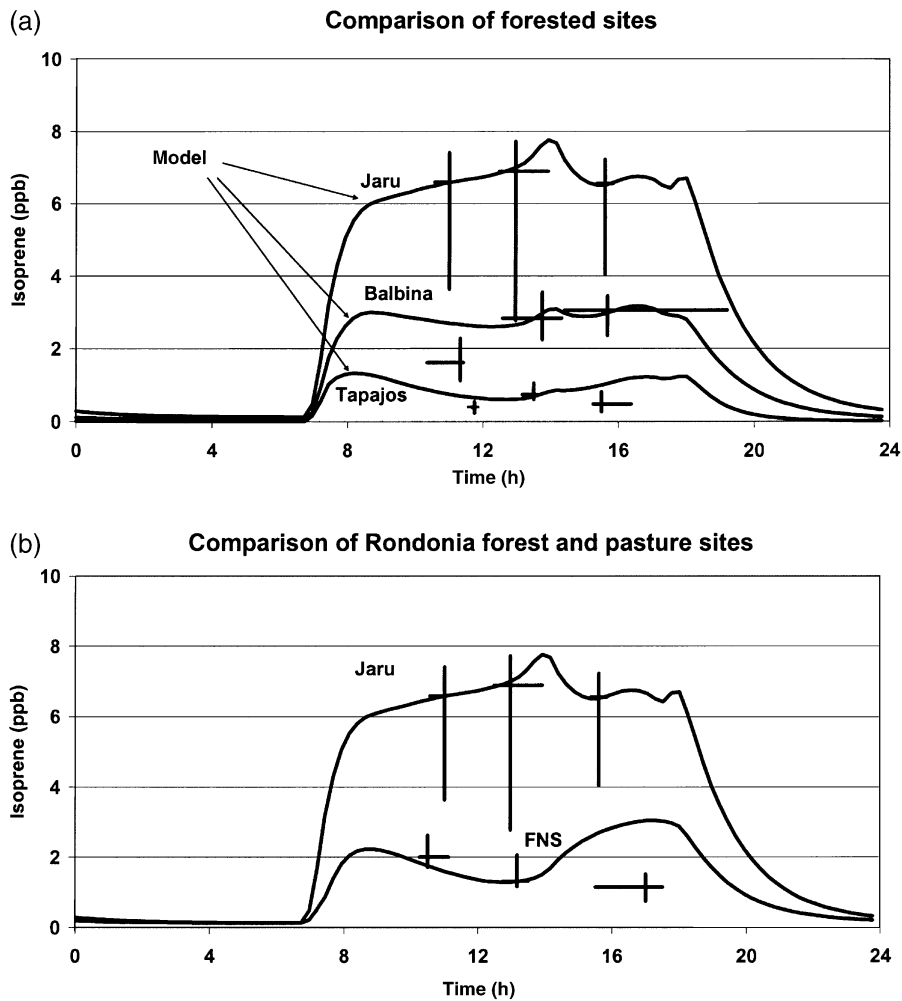 (a)
Comparison of forested sites
10
8
6
4
2
0
Isoprene (ppb)
Model
Jaru
Balbina
Tapajos
0 4 8 12 16 20 24
Time (h)
(b)
Comparison of Rondonia forest and pasture sites
10
8
6
4
2
0
Isoprene (ppb)
Jaru
FNS
0 4 8 12 16 20 24
Time (h)